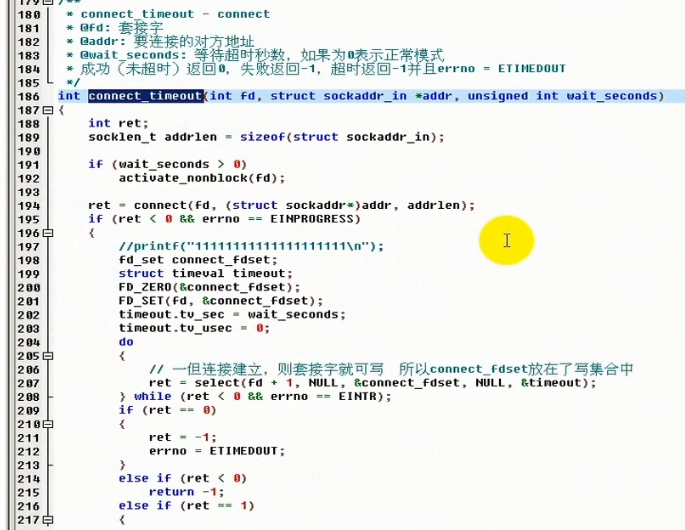 179 /**
180  * connect_timeout - connect
181  * @fd: 套接字
182  * @addr: 要连接的对方地址
183  * @wait_seconds: 等待超时秒数，如果为0表示正常模式
184  * 成功（未超时）返回0，失败返回-1，超时返回-1并且errno = ETIMEDOUT
185  */
186 int connect_timeout(int fd, struct sockaddr_in *addr, unsigned int wait_seconds)
187 {
188     int ret;
189     socklen_t addrlen = sizeof(struct sockaddr_in);
190
191     if (wait_seconds > 0)
192         activate_nonblock(fd);
193
194     ret = connect(fd, (struct sockaddr*)addr, addrlen);
195     if (ret < 0 && errno == EINPROGRESS)
196     {
197         //printf("11111111111111111111\n");
198         fd_set connect_fdset;
199         struct timeval timeout;
200         FD_ZERO(&connect_fdset);
201         FD_SET(fd, &connect_fdset);
202         timeout.tv_sec = wait_seconds;
203         timeout.tv_usec = 0;
204         do
205         {
206             // 一但连接建立，则套接字就可写  所以connect_fdset放在了写集合中
207             ret = select(fd + 1, NULL, &connect_fdset, NULL, &timeout);
208         } while (ret < 0 && errno == EINTR);
209         if (ret == 0)
210         {
211             ret = -1;
212             errno = ETIMEDOUT;
213         }
214         else if (ret < 0)
215             return -1;
216         else if (ret == 1)
217         {